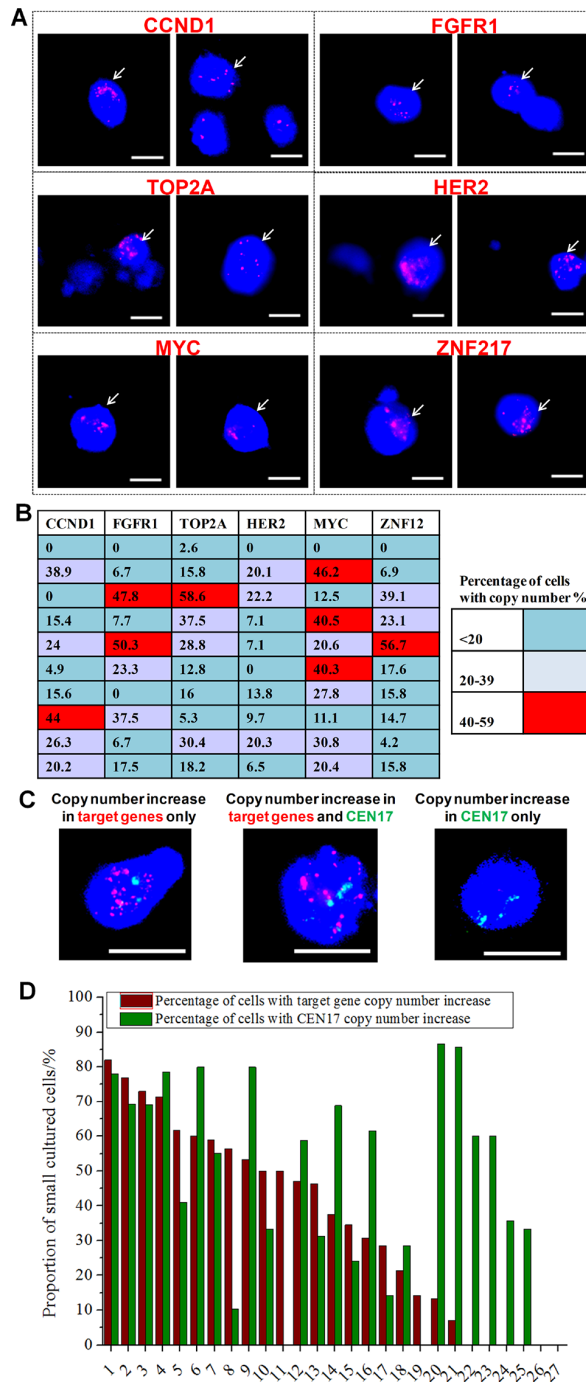 A
CCND1 FGFR1
TOP2A HER2
MYC ZNF217
B
CCND1 FGFR1 TOP2A HER2 MYC ZNF12
0 0 2.6 0 0 0
38.9 6.7 15.8 20.1 46.2 6.9
0 47.8 58.6 22.2 12.5 39.1
15.4 7.7 37.5 7.1 40.5 23.1
24 50.3 28.8 7.1 20.6 56.7
4.9 23.3 12.8 0 40.3 17.6
15.6 0 16 13.8 27.8 15.8
44 37.5 5.3 9.7 11.1 14.7
26.3 6.7 30.4 20.3 30.8 4.2
20.2 17.5 18.2 6.5 20.4 15.8
Percentage of cells
with copy number %
<20
20-39
40-59
C
Copy number increase
in target genes only
Copy number increase in
target genes and CEN17
Copy number increase
in CEN17 only
D
Percentage of cells with target gene copy number increase
Percentage of cells with CEN17 copy number increase
Proportion of small cultured cells/%
100
90
80
70
60
50
40
30
20
10
0
1 2 3 4 5 6 7 8 9 10 11 12 13 14 15 16 17 18 19 20 21 22 23 24 25 26 27